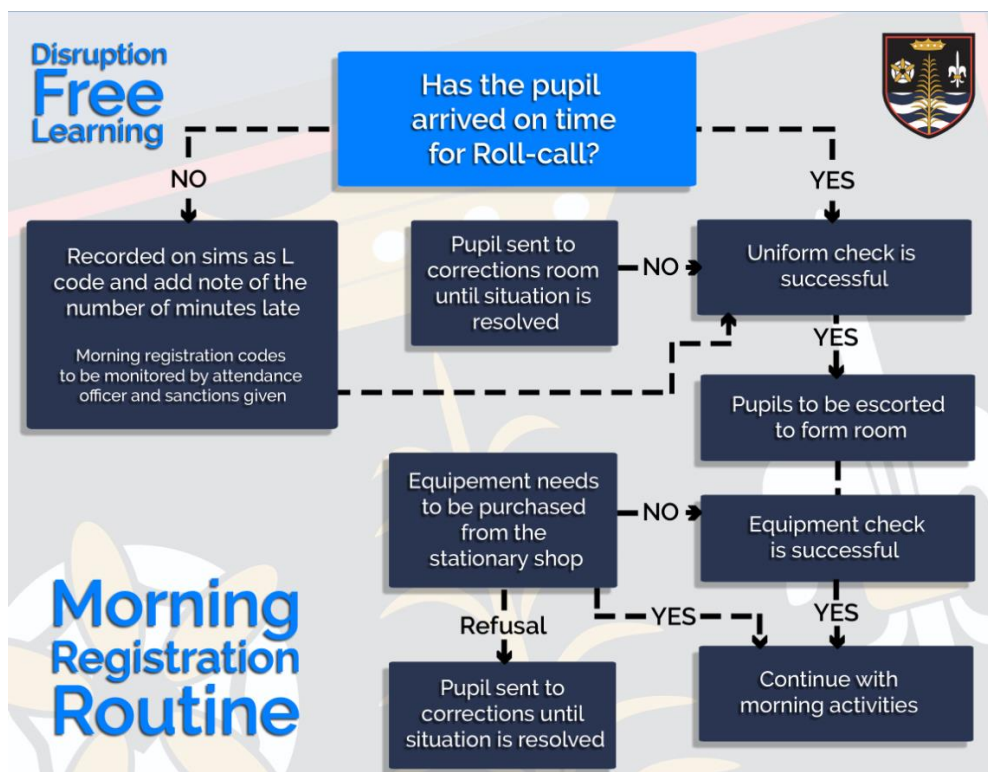 Disruption
Free
Learning
Has the pupil
arrived on time
for Roll-call?
NO
YES
Recorded on sims as L
code and add note of the
number of minutes late
Morning registration codes
to be monitored by attendance
officer and sanctions given
Pupil sent to
corrections room
until situation is
resolved
NO
Uniform check is
successful
YES
Pupils to be escorted
to form room
Equipement needs
to be purchased
from the
stationary shop
NO
Equipment check
is successful
Refusal
YES
YES
Pupil sent to
corrections until
situation is resolved
Continue with
morning activities
Morning
Registration
Routine